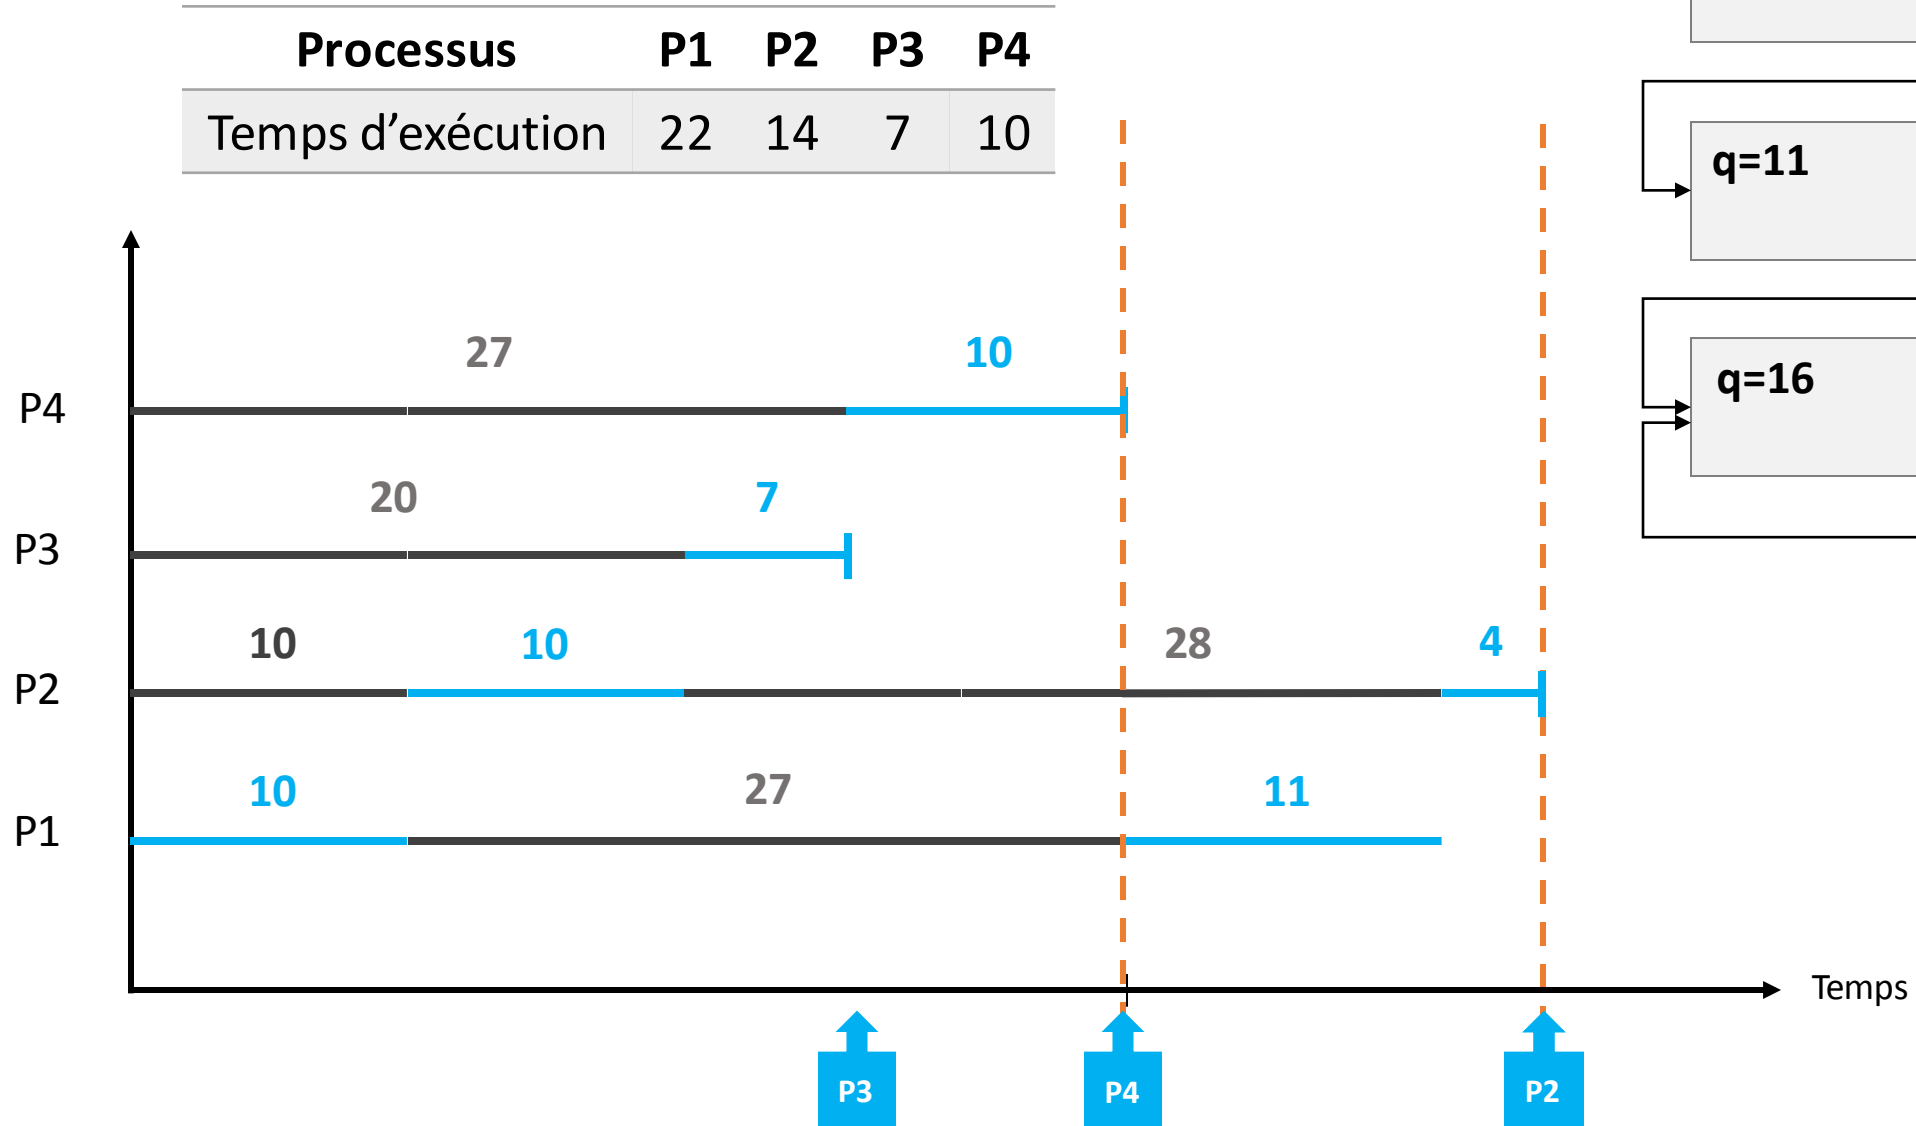 Processus P1 P2 P3 P4
Temps d'exécution 22 14 7 10
q=11
q=16
27 10
P4
20 7
P3
10 10 28 4
P2
10 27 11
P1
Temps
P3 P4 P2